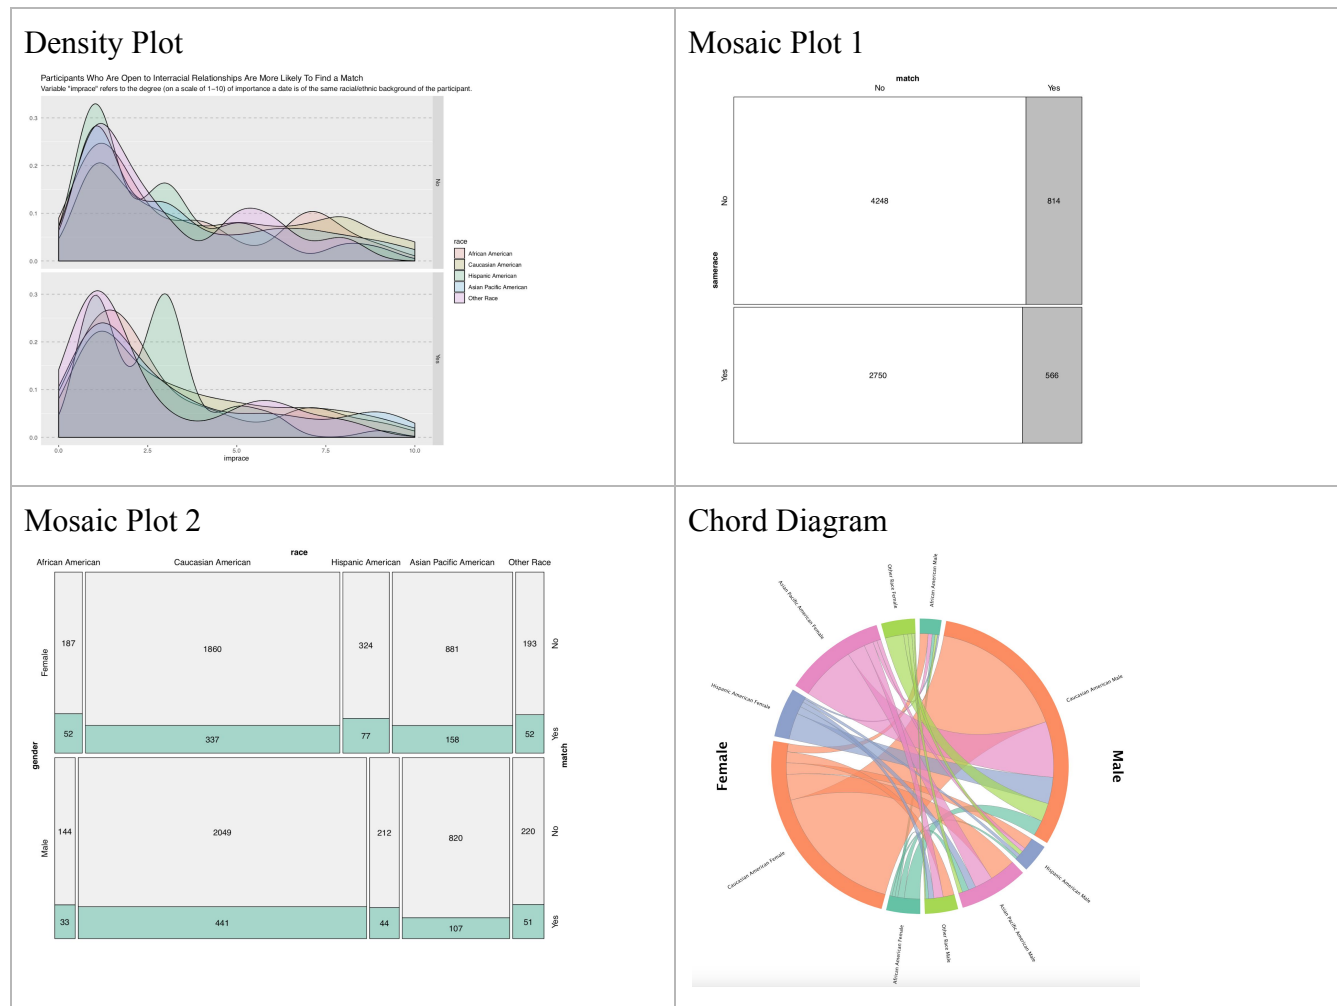 Density Plot
Participants Who Are Open to Interracial Relationships Are More Likely To Find a Match
Variable "imprace" refers to the degree (on a scale of 1–10) of importance a date is of the same racial/ethnic background of the participant.
0.3
0.2
0.1
0.0
No
0.3
0.2
0.1
0.0
Yes
0.0 2.5 5.0 7.5 10.0
imprace
race
African American
Caucasian American
Hispanic American
Asian Pacific American
Other Race
Mosaic Plot 1
match
No Yes
samerace
No
4248 814
Yes
2750 566
Mosaic Plot 2
race
African American Caucasian American Hispanic American Asian Pacific American Other Race
gender
match
Female
187 1860 324 881 193 No
52 337 77 158 52 Yes
Male
144 2049 212 820 220 No
33 441 44 107 51 Yes
Chord Diagram
Female
Male
African American Male
Caucasian American Male
Hispanic American Male
Asian Pacific American Male
Other Race Male
African American Female
Caucasian American Female
Hispanic American Female
Asian Pacific American Female
Other Race Female